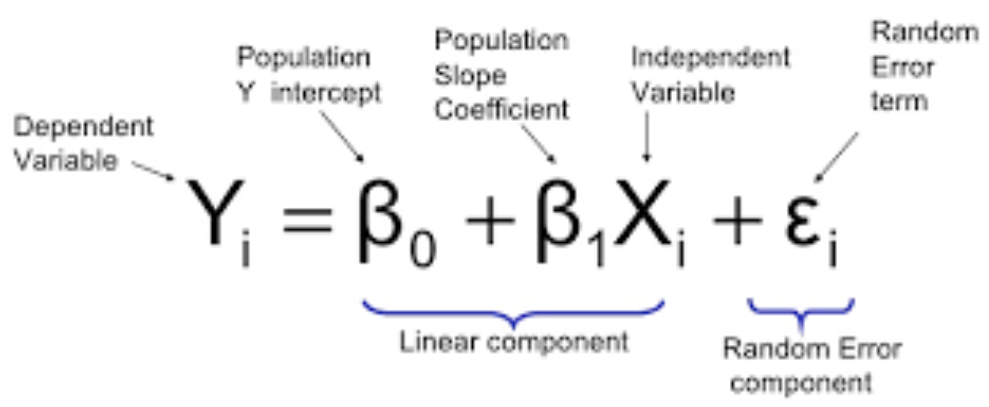 Dependent
Variable
Population
Y intercept
Population
Slope
Coefficient
Independent
Variable
Random
Error
term
Yᵢ = β₀ + β₁Xᵢ + εᵢ
Linear component
Random Error
component